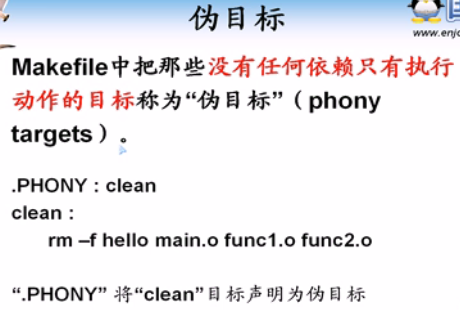 伪目标
www.enjo
Makefile中把那些没有任何依赖只有执行
动作的目标称为“伪目标”（phony
targets）。
.PHONY : clean
clean :
rm –f hello main.o func1.o func2.o
“.PHONY” 将“clean”目标声明为伪目标